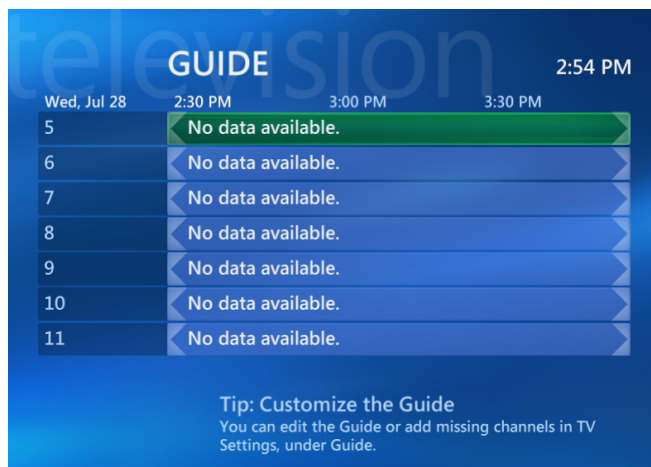 television
GUIDE 2:54 PM
Wed, Jul 28 2:30 PM 3:00 PM 3:30 PM
5 No data available.
6 No data available.
7 No data available.
8 No data available.
9 No data available.
10 No data available.
11 No data available.
Tip: Customize the Guide
You can edit the Guide or add missing channels in TV
Settings, under Guide.